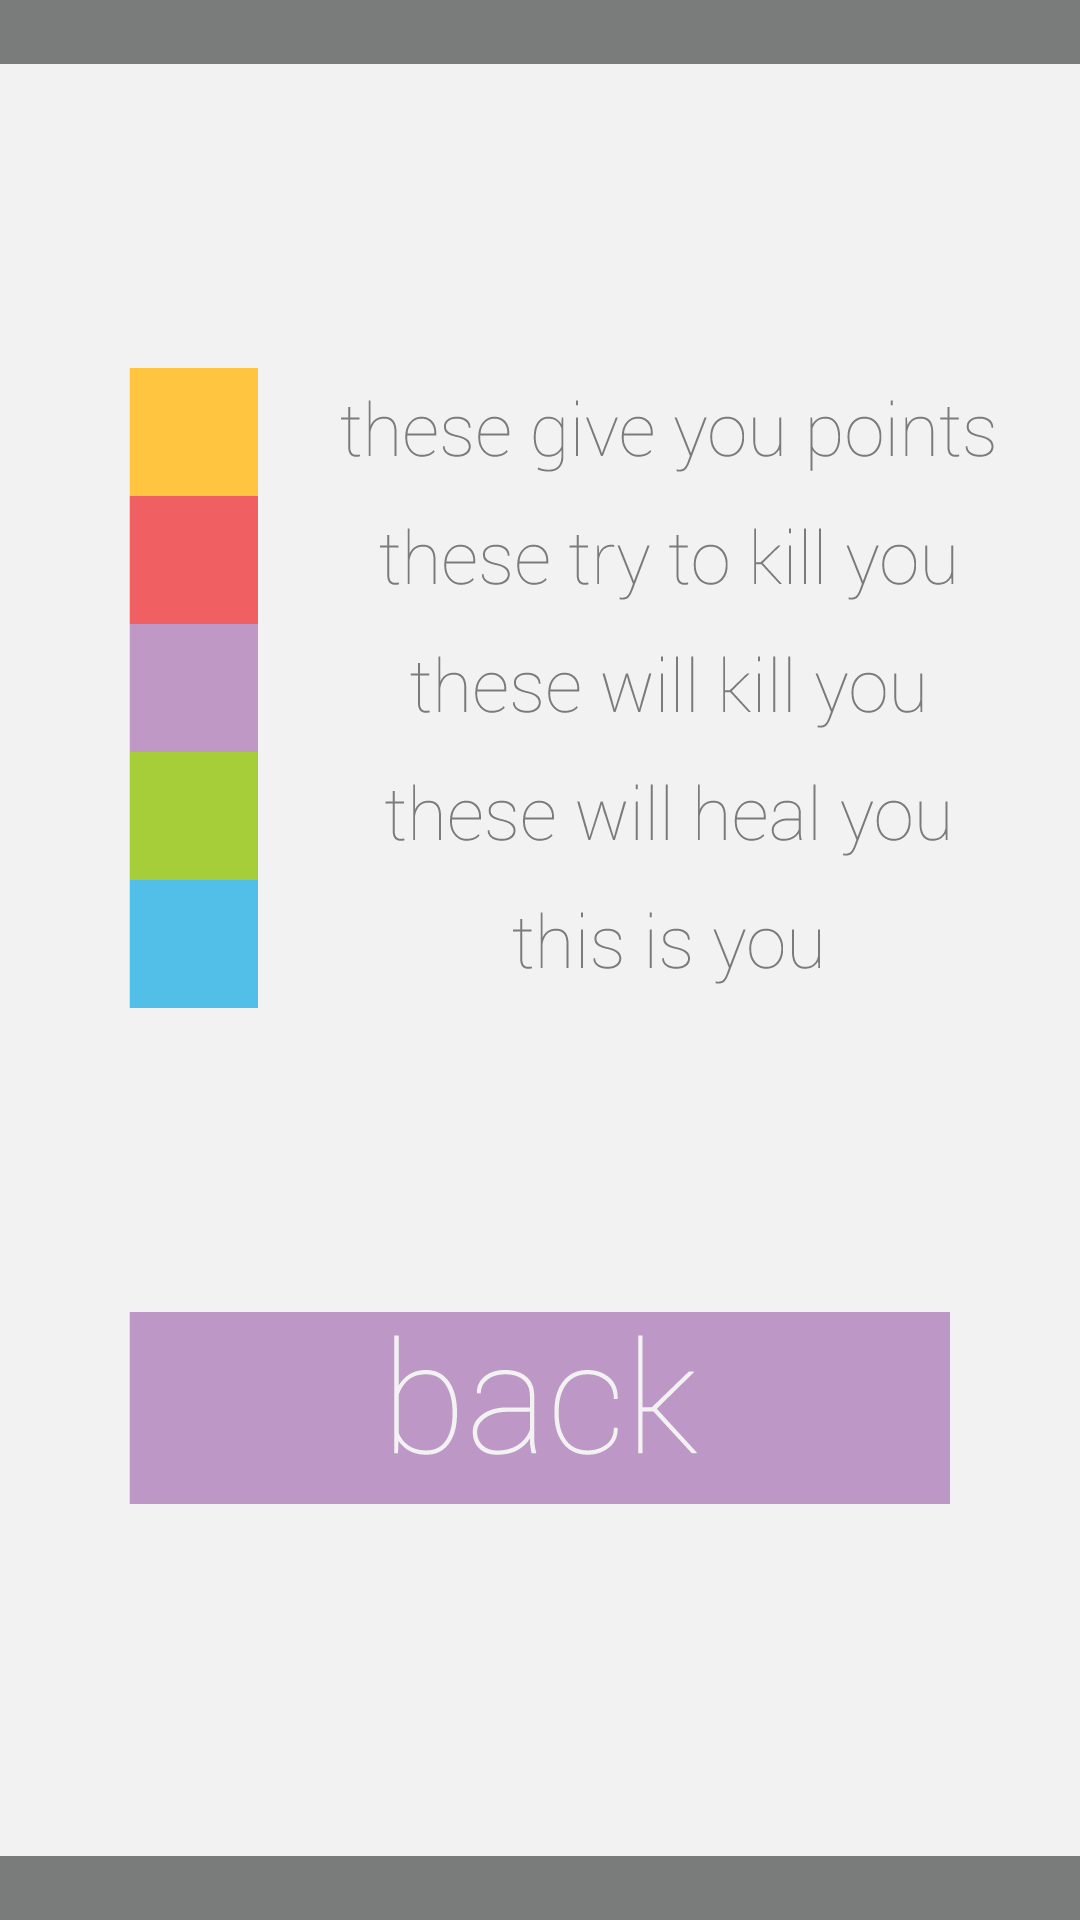 these give you points
these try to kill you
these will kill you
these will heal you
this is you
back